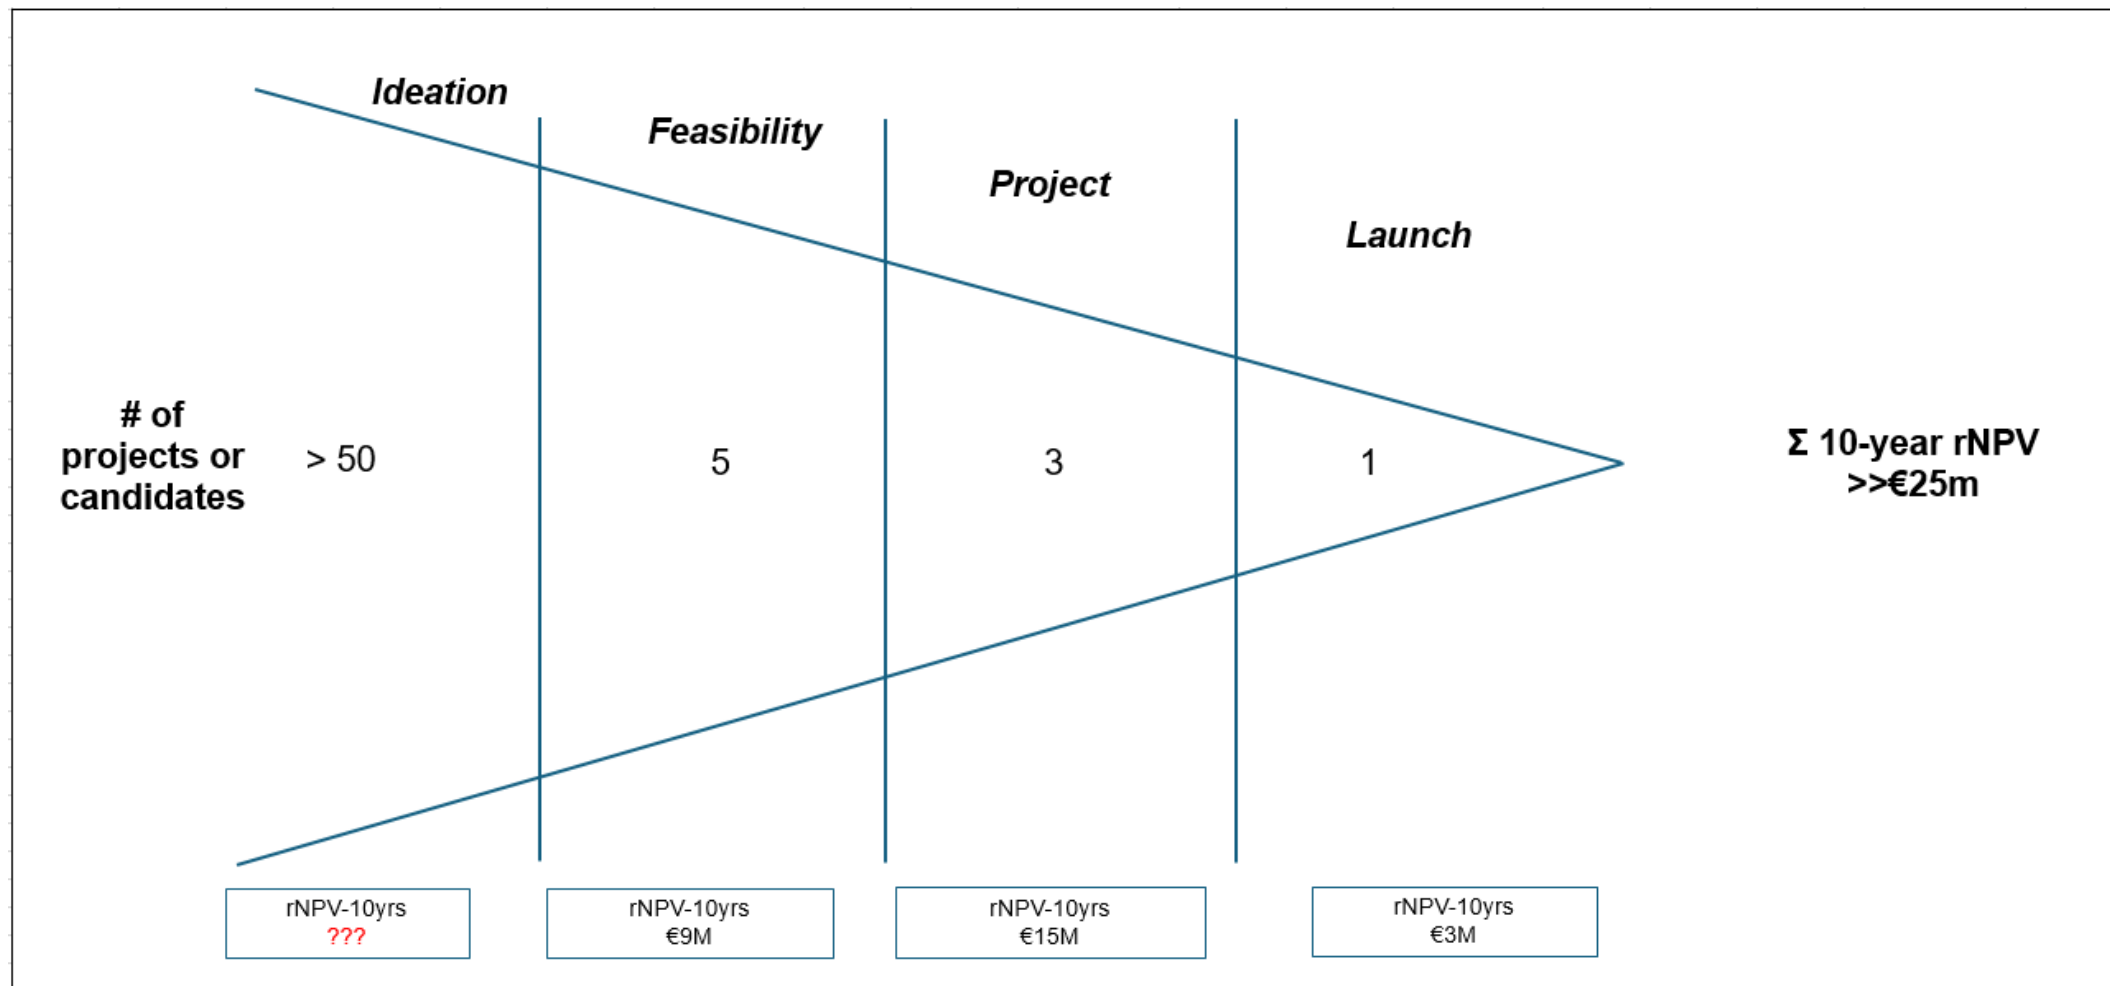 Ideation
Feasibility
Project
Launch
# of
projects or
candidates
> 50
5
3
1
Σ 10-year rNPV
>>€25m
rNPV-10yrs
???
rNPV-10yrs
€9M
rNPV-10yrs
€15M
rNPV-10yrs
€3M